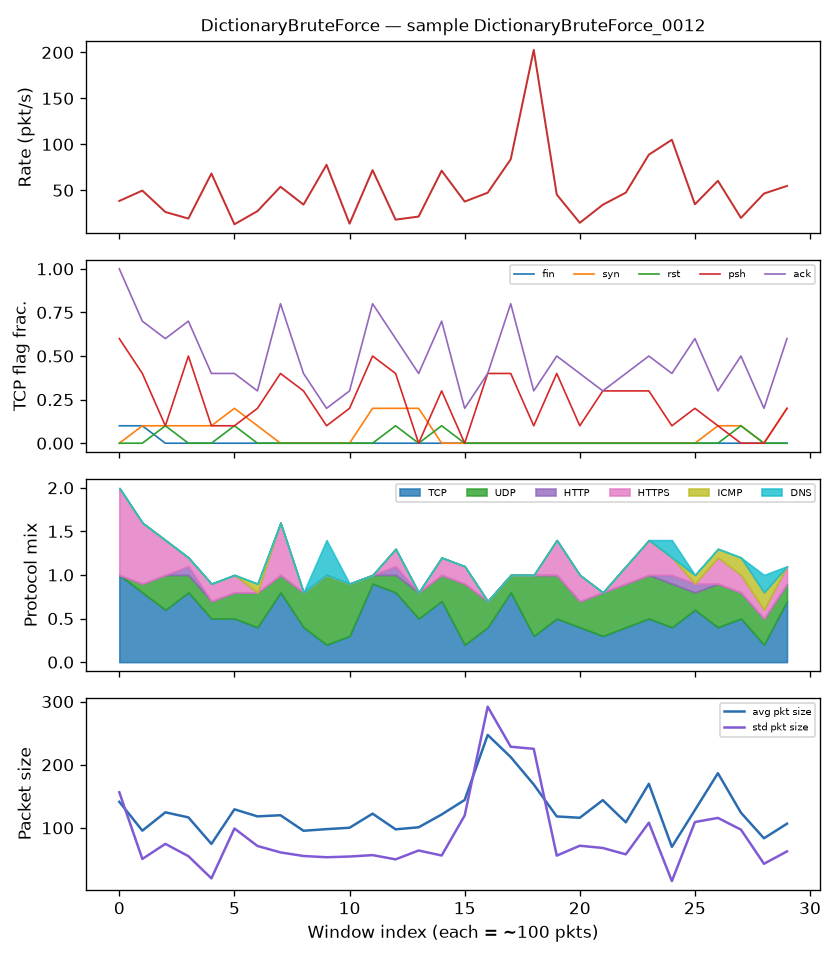 DictionaryBruteForce — sample DictionaryBruteForce_0012
Rate (pkt/s)
200
150
100
50
TCP flag frac.
1.00
0.75
0.50
0.25
0.00
fin syn rst psh ack
Protocol mix
2.0
1.5
1.0
0.5
0.0
TCP UDP HTTP HTTPS ICMP DNS
Packet size
300
200
100
avg pkt size
std pkt size
0 5 10 15 20 25 30
Window index (each = ~100 pkts)